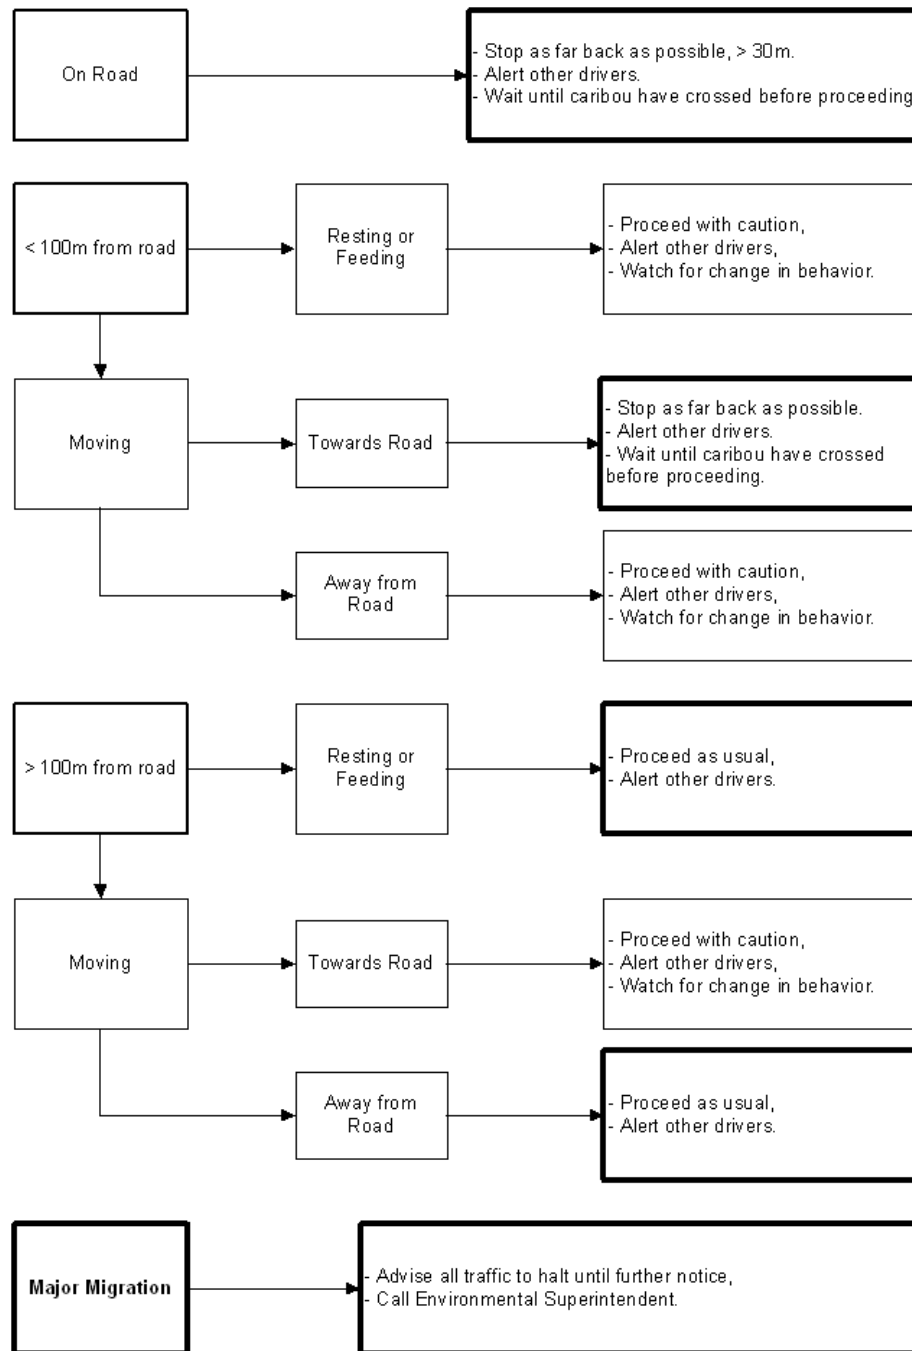 On Road
- Stop as far back as possible, > 30m.
- Alert other drivers.
- Wait until caribou have crossed before proceeding
< 100m from road
Resting or
Feeding
- Proceed with caution,
- Alert other drivers,
- Watch for change in behavior.
Moving
Towards Road
- Stop as far back as possible.
- Alert other drivers.
- Wait until caribou have crossed
before proceeding.
Away from
Road
- Proceed with caution,
- Alert other drivers,
- Watch for change in behavior.
> 100m from road
Resting or
Feeding
- Proceed as usual,
- Alert other drivers.
Moving
Towards Road
- Proceed with caution,
- Alert other drivers,
- Watch for change in behavior.
Away from
Road
- Proceed as usual,
- Alert other drivers.
Major Migration
- Advise all traffic to halt until further notice,
- Call Environmental Superintendent.